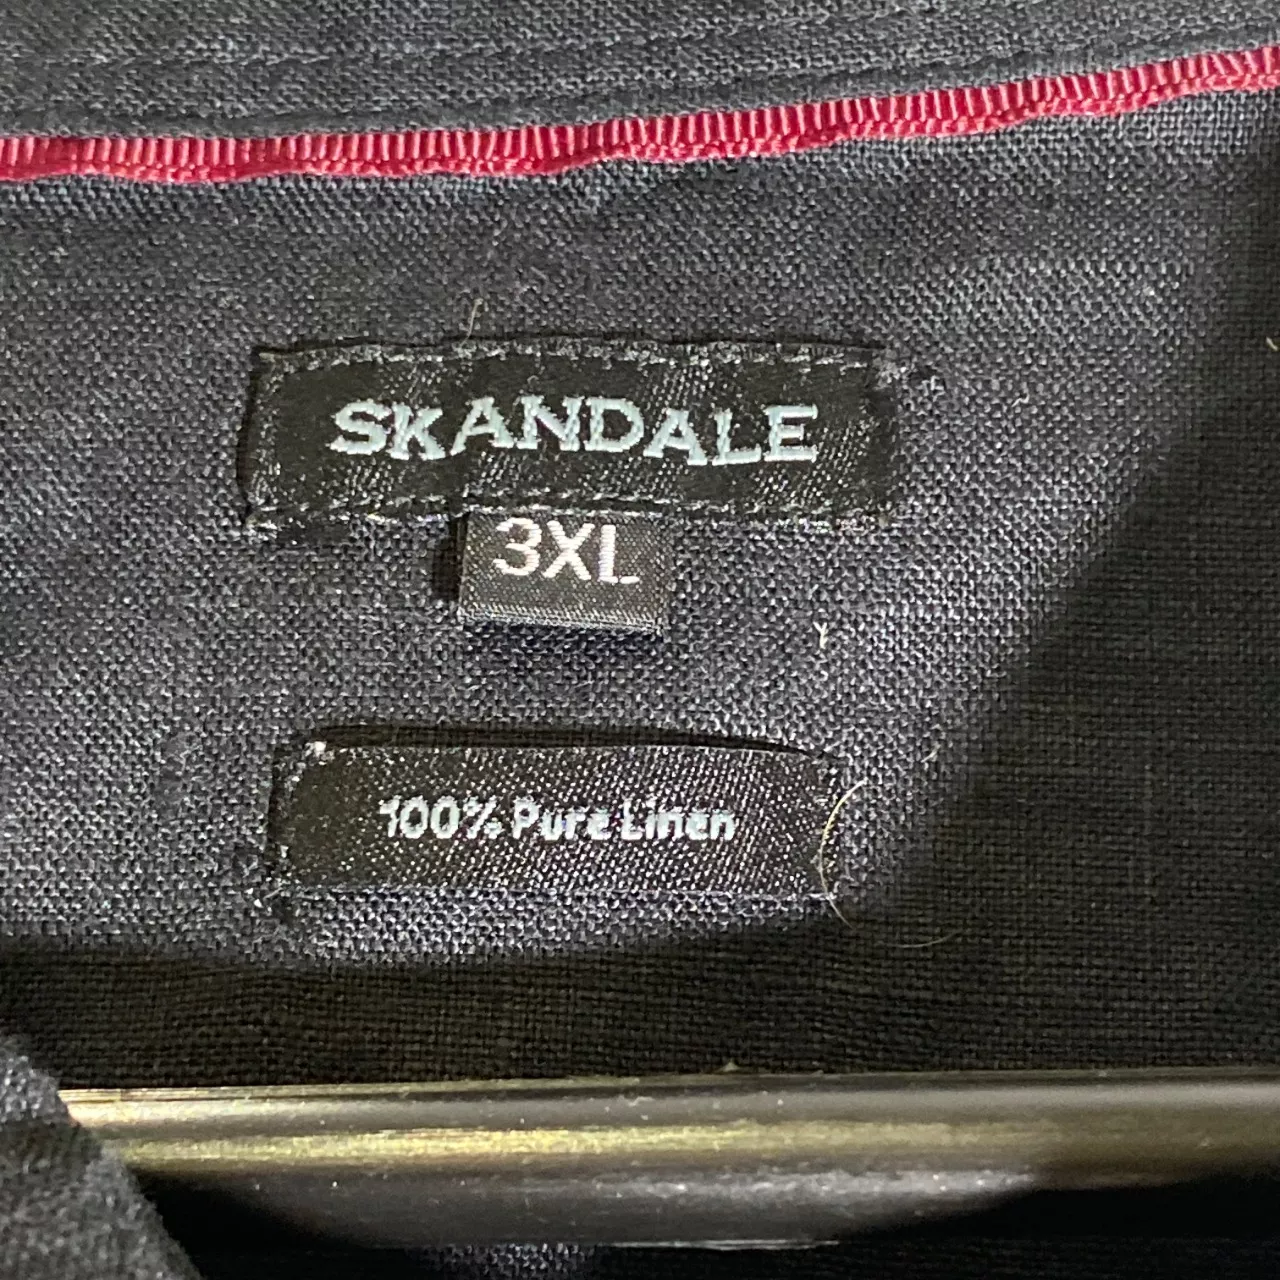 SKANDALE
3XL
100% Pure Linen